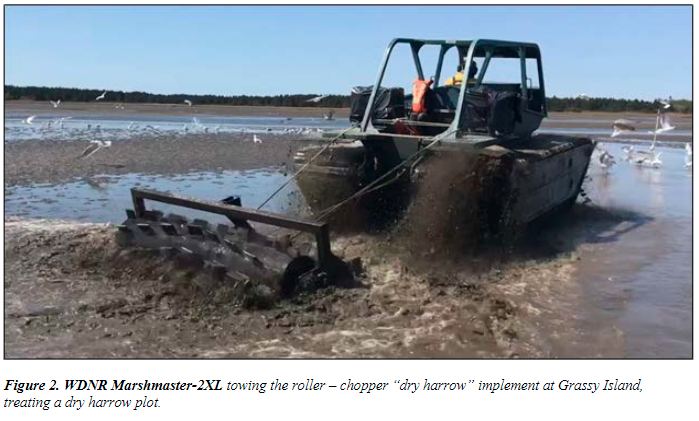 Figure 2. WDNR Marshmaster-2XL towing the roller – chopper “dry harrow” implement at Grassy Island,
treating a dry harrow plot.